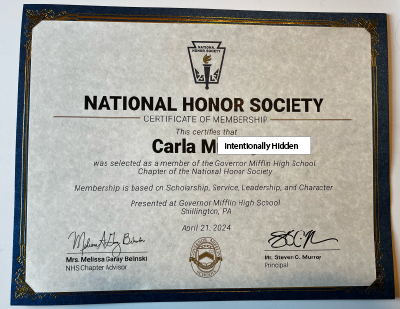 NATIONAL HONOR SOCIETY
CERTIFICATE OF MEMBERSHIP
This certifies that
Carla M Intentionally Hidden
was selected as a member of the Governor Mifflin High School
Chapter of the National Honor Society
Membership is based on Scholarship, Service, Leadership, and Character
Presented at Governor Mifflin High School
Shillington, PA
April 21, 2024
Mrs. Melissa Garay Beinski
NHS Chapter Advisor
Mr. Steven C. Murray
Principal